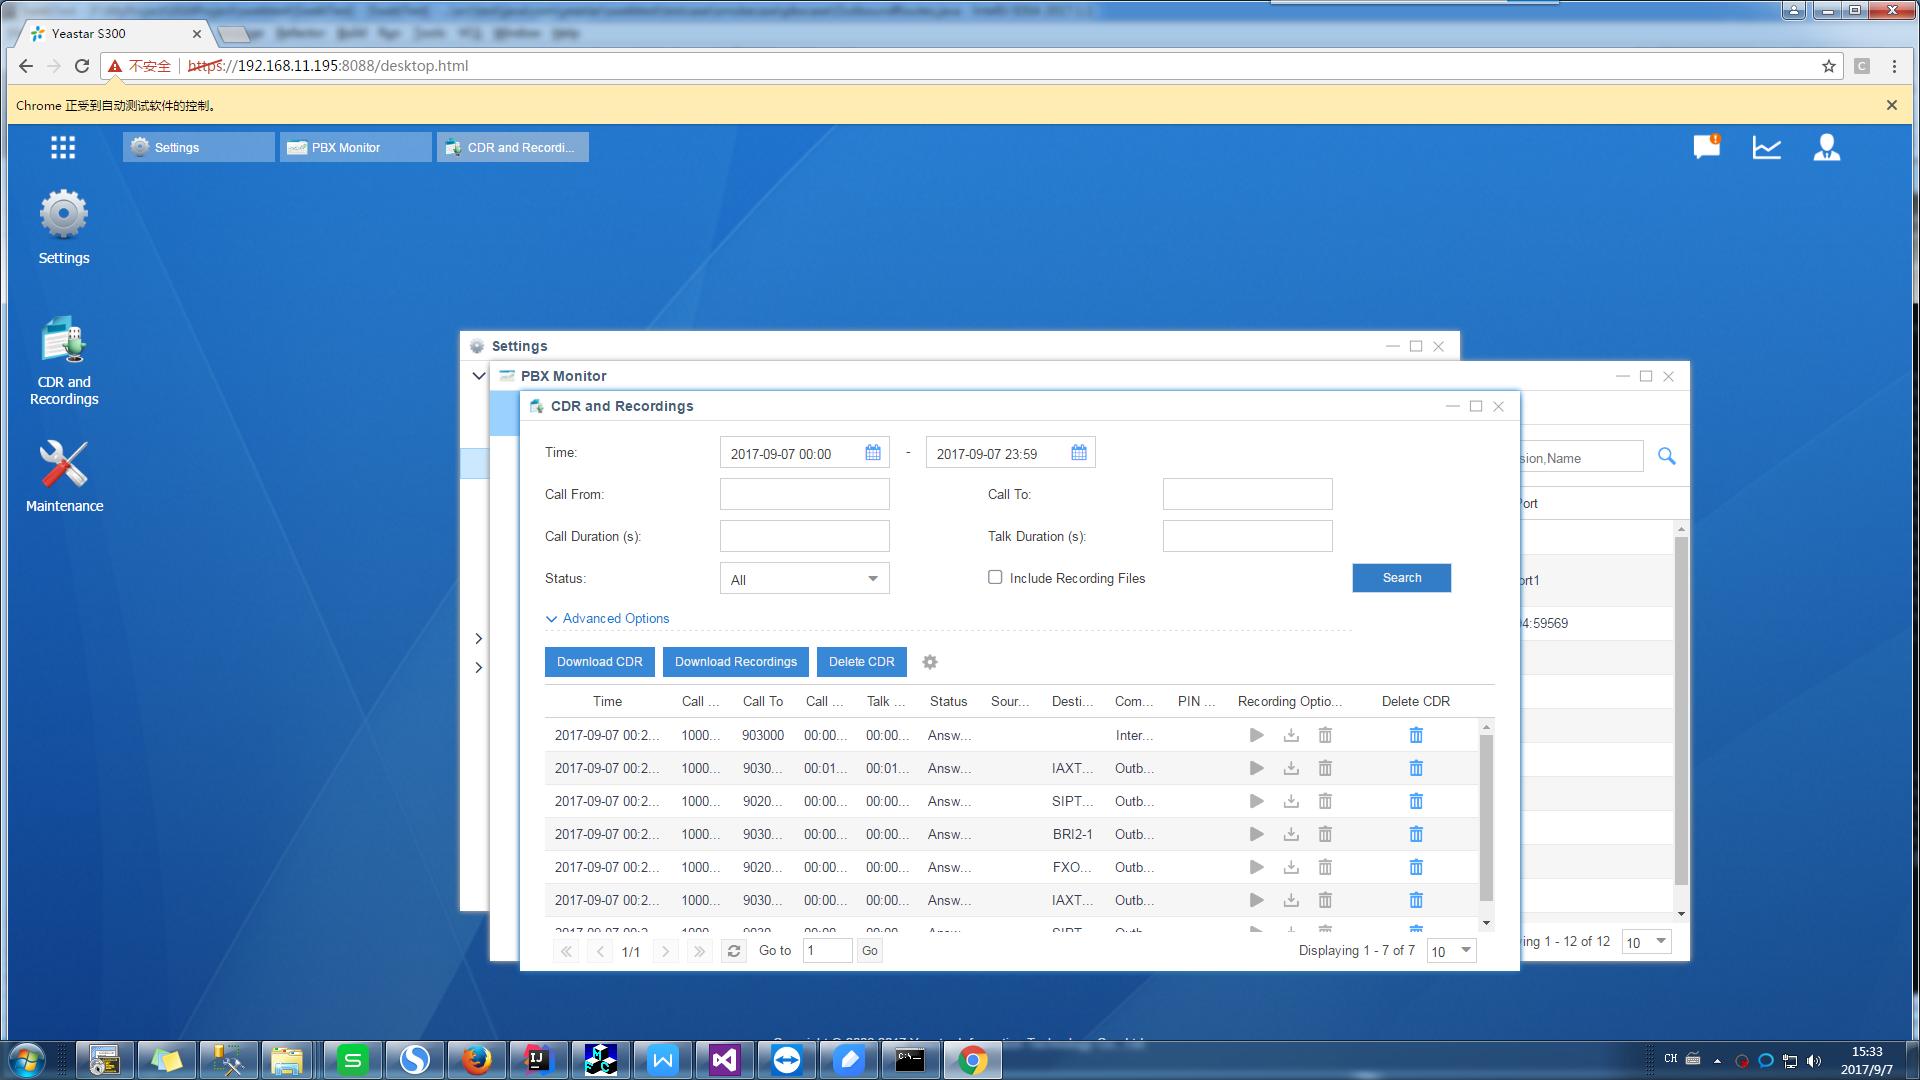 Yeastar S300
不安全 https://192.168.11.195:8088/desktop.html
Chrome 正受到自动测试软件的控制。
Settings
PBX Monitor
CDR and Recordi...
Settings
CDR and
Recordings
Maintenance
Settings
PBX Monitor
CDR and Recordings
Time: 2017-09-07 00:00 - 2017-09-07 23:59
Call From: Call To:
Call Duration (s): Talk Duration (s):
Status: All Include Recording Files Search
Advanced Options
Download CDR Download Recordings Delete CDR
Time Call ... Call To Call ... Talk ... Status Sour... Desti... Com... PIN ... Recording Optio... Delete CDR
2017-09-07 00:2... 1000... 903000 00:00... 00:00... Answ... Inter...
2017-09-07 00:2... 1000... 9030... 00:01... 00:01... Answ... IAXT... Outb...
2017-09-07 00:2... 1000... 9020... 00:00... 00:00... Answ... SIPT... Outb...
2017-09-07 00:2... 1000... 9030... 00:00... 00:00... Answ... BRI2-1 Outb...
2017-09-07 00:2... 1000... 9020... 00:00... 00:00... Answ... FXO... Outb...
2017-09-07 00:2... 1000... 9030... 00:00... 00:00... Answ... IAXT... Outb...
1/1 Go to 1 Go Displaying 1 - 7 of 7 10
sion,Name
Port
ort1
04:59569
ing 1 - 12 of 12 10
CH
15:33
2017/9/7